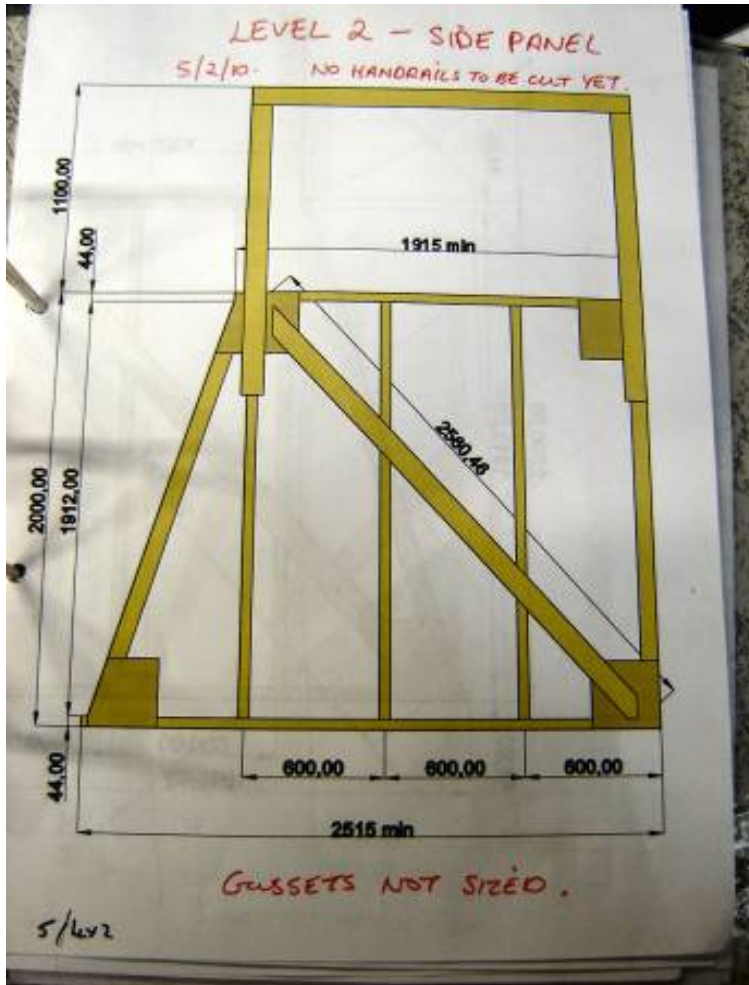 LEVEL 2 - SIDE PANEL
5/2/10. NO HANDRAILS TO BE CUT YET.
1100,00
44,00
1915 min
2580,48
2000,00
1912,00
44,00
600,00 600,00 600,00
2515 min
GUSSETS NOT SIZED.